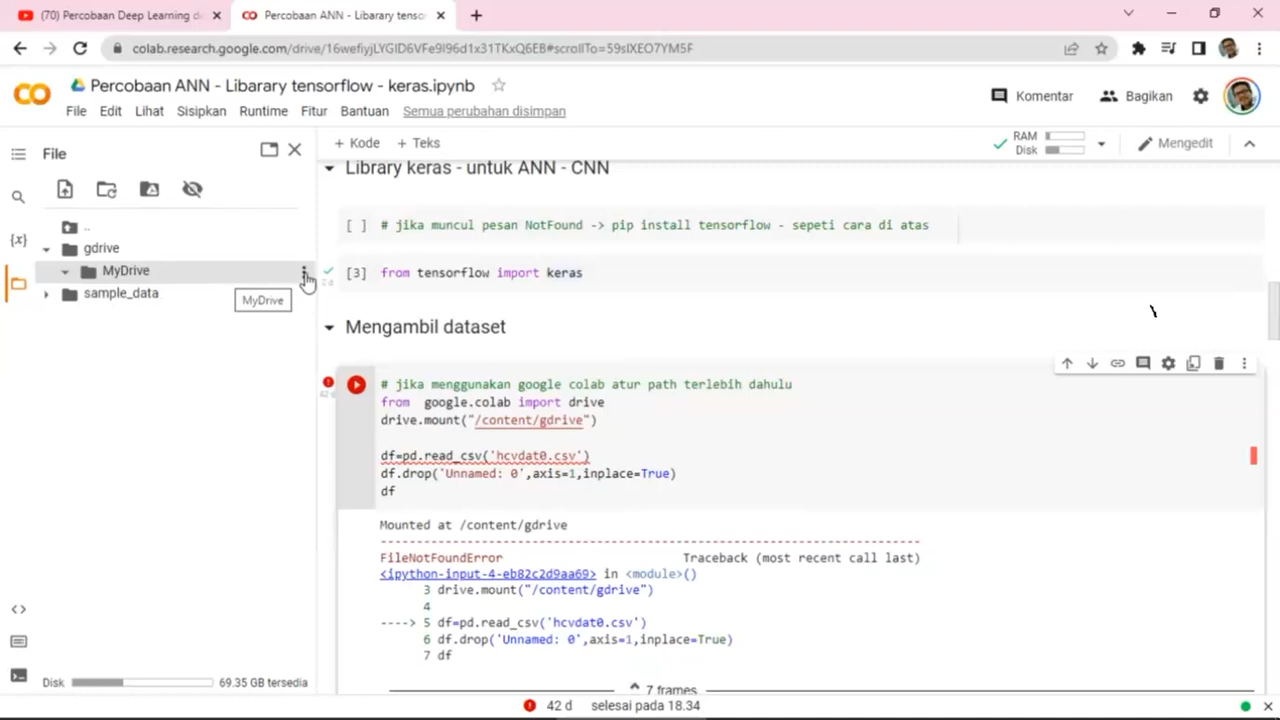 (70) Percobaan Deep Learning d
Percobaan ANN - Libarary tensor
colab.research.google.com/drive/16wefiyjLYGID6VFe9I96d1x31TKxQ6EB#scrollTo=59sIXEO7YM5F
Percobaan ANN - Libarary tensorflow - keras.ipynb
File Edit Lihat Sisipkan Runtime Fitur Bantuan Semua perubahan disimpan
Komentar Bagikan
File
+ Kode + Teks
RAM
Disk
Mengedit
..
gdrive
MyDrive
sample_data
MyDrive
Library keras - untuk ANN - CNN
[ ] # jika muncul pesan NotFound -> pip install tensorflow - sepeti cara di atas
[3] from tensorflow import keras
2 d
Mengambil dataset
42 d
# jika menggunakan google colab atur path terlebih dahulu
from google.colab import drive
drive.mount("/content/gdrive")
df=pd.read_csv('hcvdat0.csv')
df.drop('Unnamed: 0',axis=1,inplace=True)
df
Mounted at /content/gdrive
---------------------------------------------------------------------------
FileNotFoundError Traceback (most recent call last)
<ipython-input-4-eb82c2d9aa69> in <module>()
3 drive.mount("/content/gdrive")
4
----> 5 df=pd.read_csv('hcvdat0.csv')
6 df.drop('Unnamed: 0',axis=1,inplace=True)
7 df
7 frames
Disk 69.35 GB tersedia
42 d selesai pada 18.34